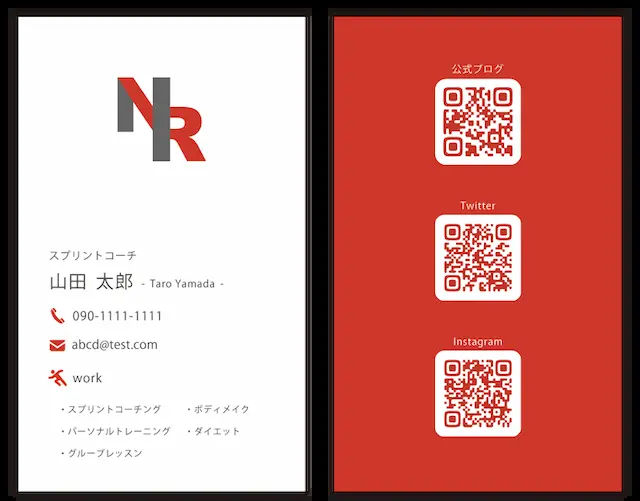 NR
スプリントコーチ
山田 太郎 - Taro Yamada -
090-1111-1111
abcd@test.com
work
・スプリントコーチング ・ボディメイク
・パーソナルトレーニング ・ダイエット
・グループレッスン
公式ブログ
Twitter
Instagram